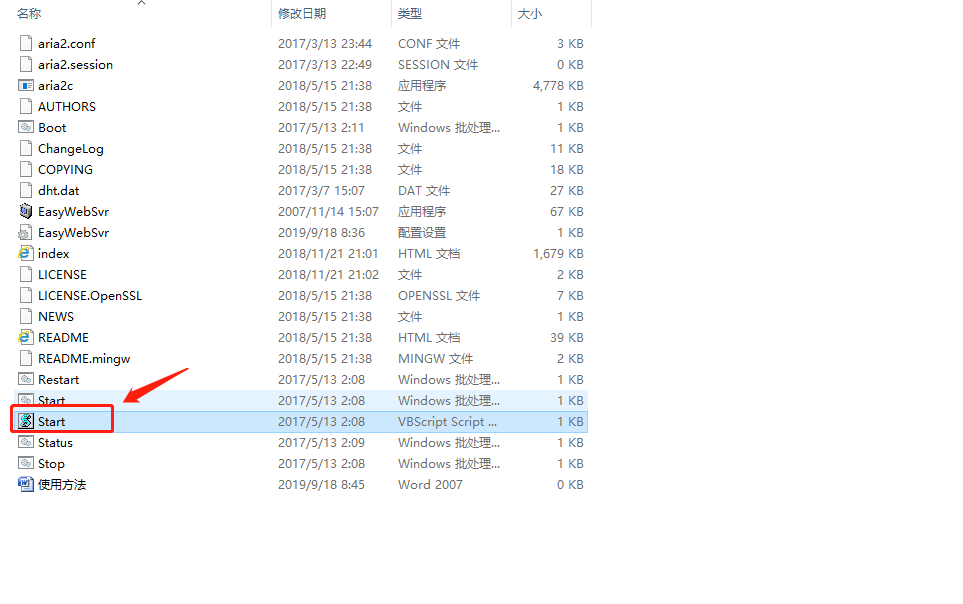 名称 修改日期 类型 大小
aria2.conf 2017/3/13 23:44 CONF 文件 3 KB
aria2.session 2017/3/13 22:49 SESSION 文件 0 KB
aria2c 2018/5/15 21:38 应用程序 4,778 KB
AUTHORS 2018/5/15 21:38 文件 1 KB
Boot 2017/5/13 2:11 Windows 批处理... 1 KB
ChangeLog 2018/5/15 21:38 文件 11 KB
COPYING 2018/5/15 21:38 文件 18 KB
dht.dat 2017/3/7 15:07 DAT 文件 27 KB
EasyWebSvr 2007/11/14 15:07 应用程序 67 KB
EasyWebSvr 2019/9/18 8:36 配置设置 1 KB
index 2018/11/21 21:01 HTML 文档 1,679 KB
LICENSE 2018/11/21 21:02 文件 2 KB
LICENSE.OpenSSL 2018/5/15 21:38 OPENSSL 文件 7 KB
NEWS 2018/5/15 21:38 文件 1 KB
README 2018/5/15 21:38 HTML 文档 39 KB
README.mingw 2018/5/15 21:38 MINGW 文件 2 KB
Restart 2017/5/13 2:08 Windows 批处理... 1 KB
Start 2017/5/13 2:08 Windows 批处理... 1 KB
Start 2017/5/13 2:08 VBScript Script ... 1 KB
Status 2017/5/13 2:09 Windows 批处理... 1 KB
Stop 2017/5/13 2:08 Windows 批处理... 1 KB
使用方法 2019/9/18 8:45 Word 2007 0 KB